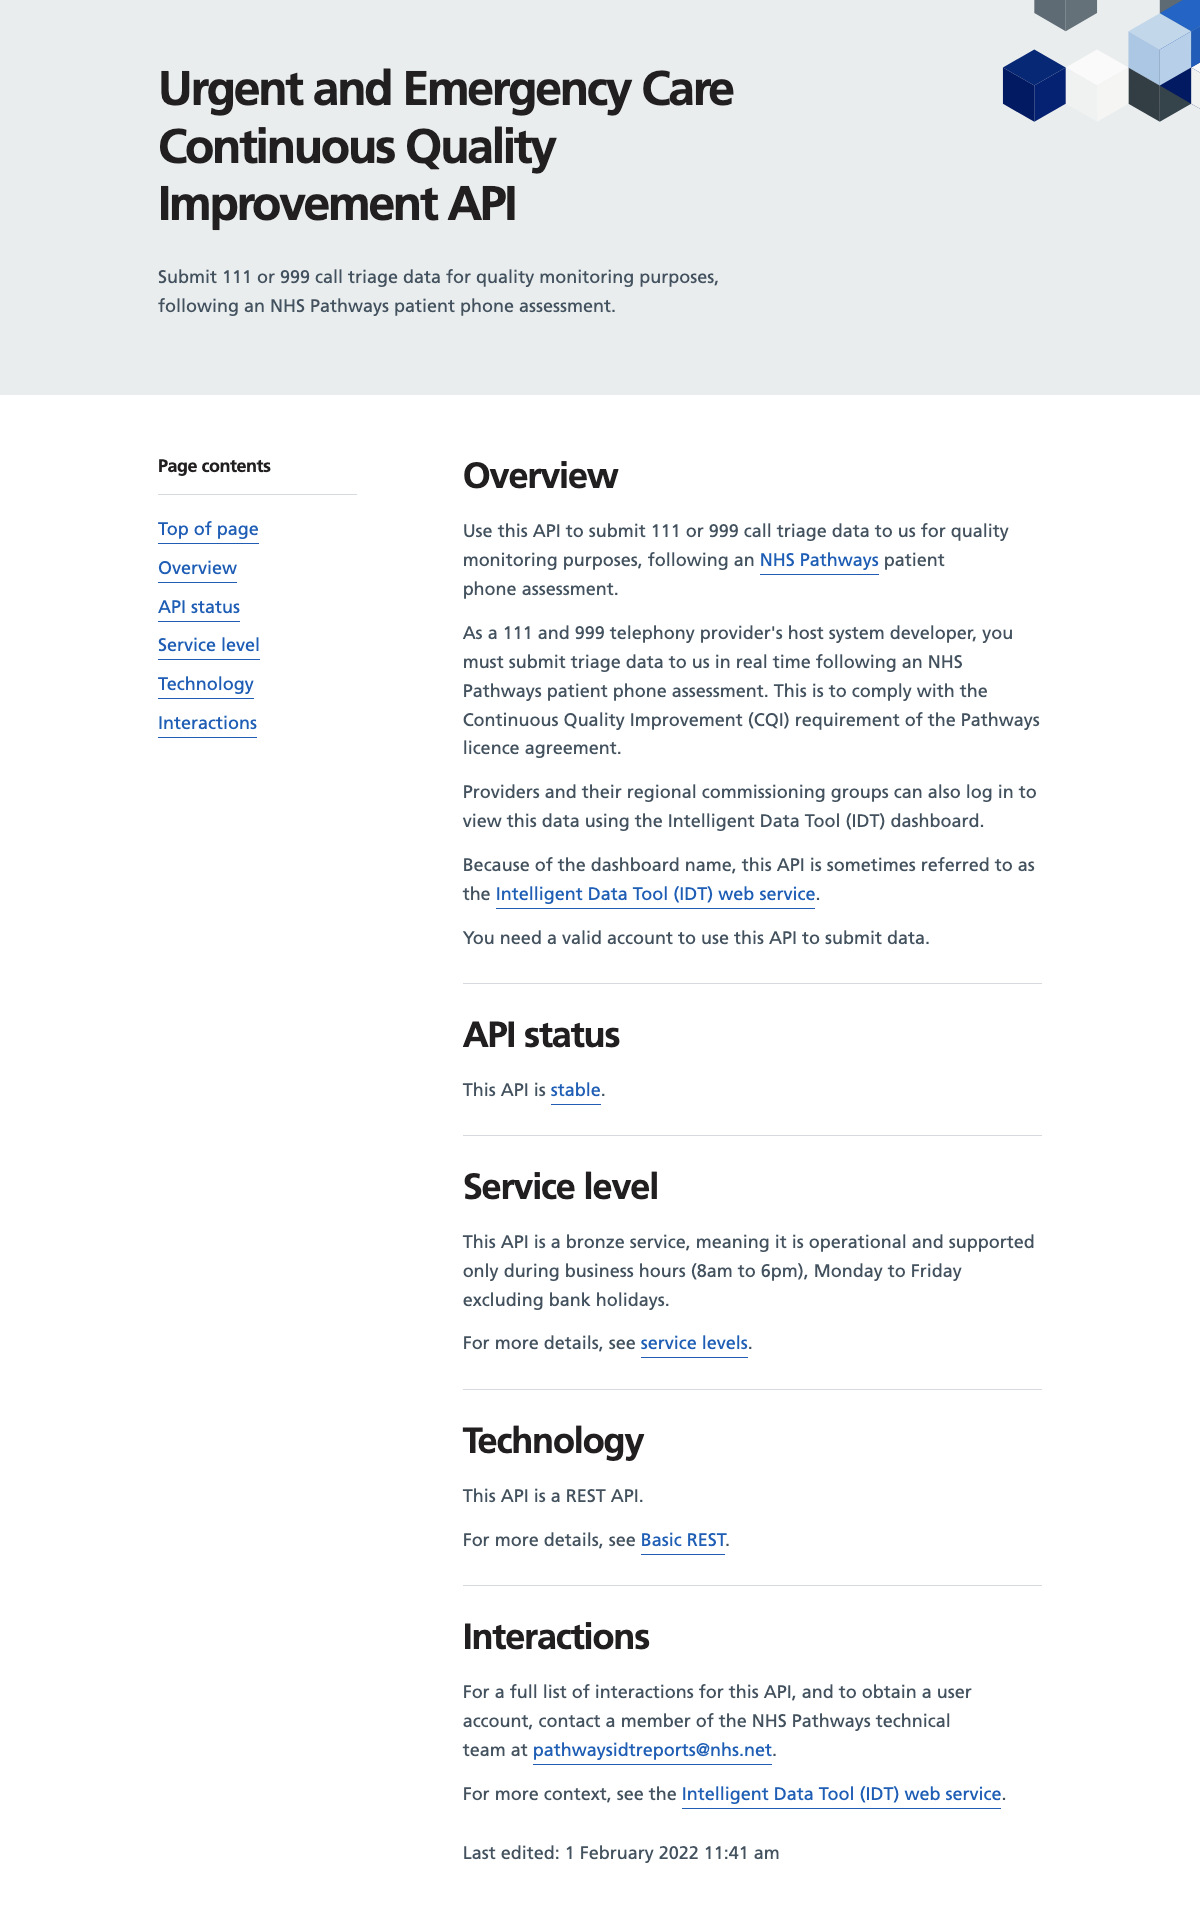 Urgent and Emergency Care
Continuous Quality
Improvement API
Submit 111 or 999 call triage data for quality monitoring purposes,
following an NHS Pathways patient phone assessment.
Page contents
Top of page
Overview
API status
Service level
Technology
Interactions
Overview
Use this API to submit 111 or 999 call triage data to us for quality
monitoring purposes, following an NHS Pathways patient
phone assessment.
As a 111 and 999 telephony provider's host system developer, you
must submit triage data to us in real time following an NHS
Pathways patient phone assessment. This is to comply with the
Continuous Quality Improvement (CQI) requirement of the Pathways
licence agreement.
Providers and their regional commissioning groups can also log in to
view this data using the Intelligent Data Tool (IDT) dashboard.
Because of the dashboard name, this API is sometimes referred to as
the Intelligent Data Tool (IDT) web service.
You need a valid account to use this API to submit data.
API status
This API is stable.
Service level
This API is a bronze service, meaning it is operational and supported
only during business hours (8am to 6pm), Monday to Friday
excluding bank holidays.
For more details, see service levels.
Technology
This API is a REST API.
For more details, see Basic REST.
Interactions
For a full list of interactions for this API, and to obtain a user
account, contact a member of the NHS Pathways technical
team at pathwaysidtreports@nhs.net.
For more context, see the Intelligent Data Tool (IDT) web service.
Last edited: 1 February 2022 11:41 am